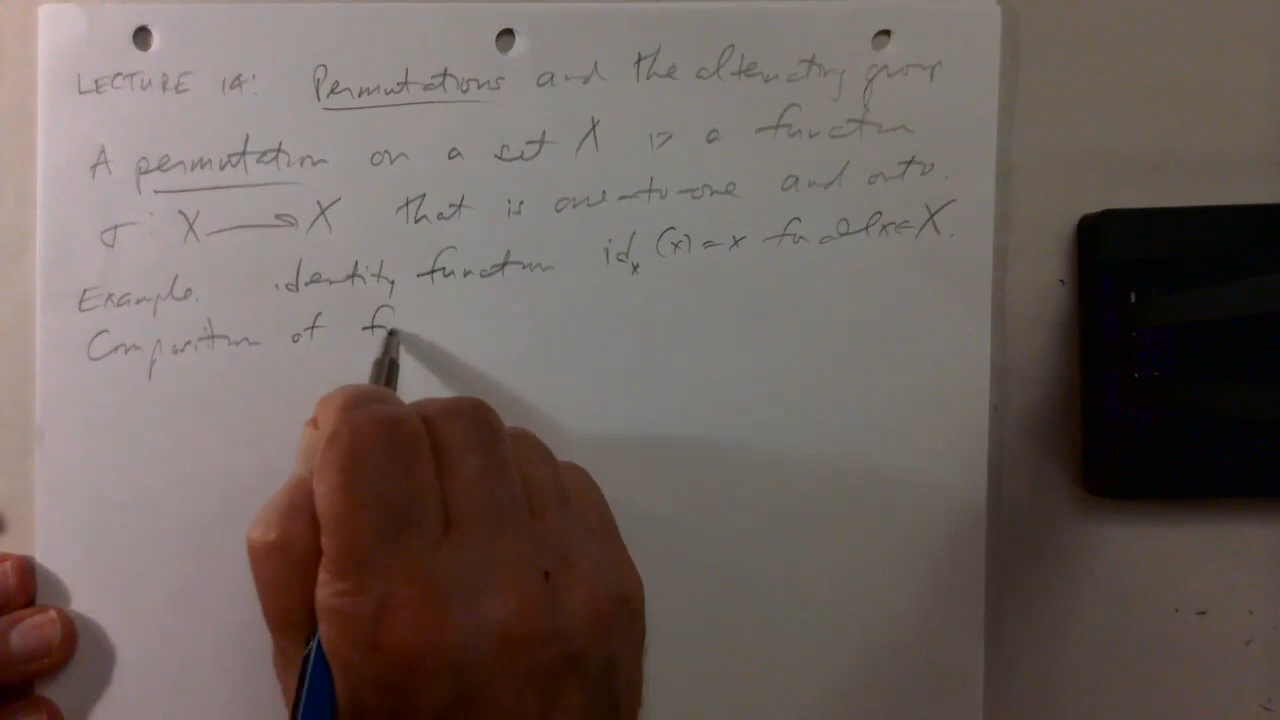 LECTURE 14: Permutations and the alternating group
A permutation on a set X is a function
σ: X → X that is one-to-one and onto.
Example. identity function id_X (x) = x for all x ∈ X.
Composition of f